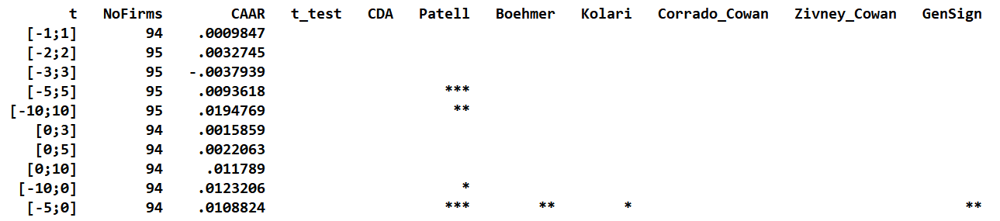 t NoFirms CAAR t_test CDA Patell Boehmer Kolari Corrado_Cowan Zivney_Cowan GenSign
[-1;1] 94 .0009847
[-2;2] 95 .0032745
[-3;3] 95 -.0037939
[-5;5] 95 .0093618 ***
[-10;10] 95 .0194769 **
[0;3] 94 .0015859
[0;5] 94 .0022063
[0;10] 94 .011789
[-10;0] 94 .0123206 *
[-5;0] 94 .0108824 *** ** * **